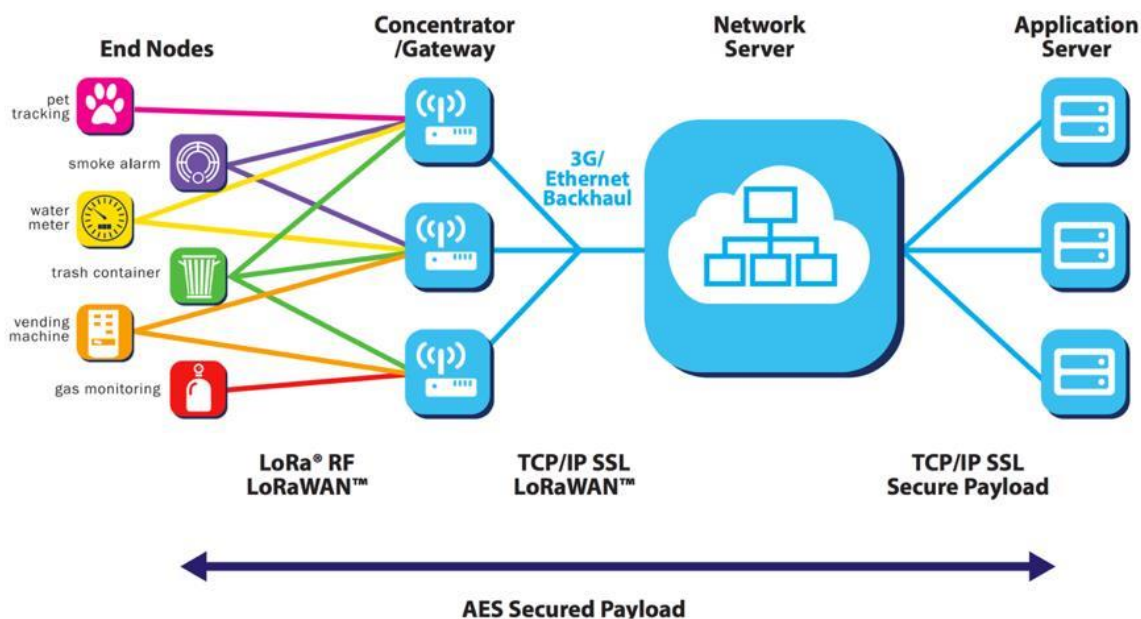 End Nodes
Concentrator
/Gateway
Network
Server
Application
Server
pet
tracking
smoke alarm
water
meter
trash container
vending
machine
gas monitoring
3G/
Ethernet
Backhaul
LoRa® RF
LoRaWAN™
TCP/IP SSL
LoRaWAN™
TCP/IP SSL
Secure Payload
AES Secured Payload